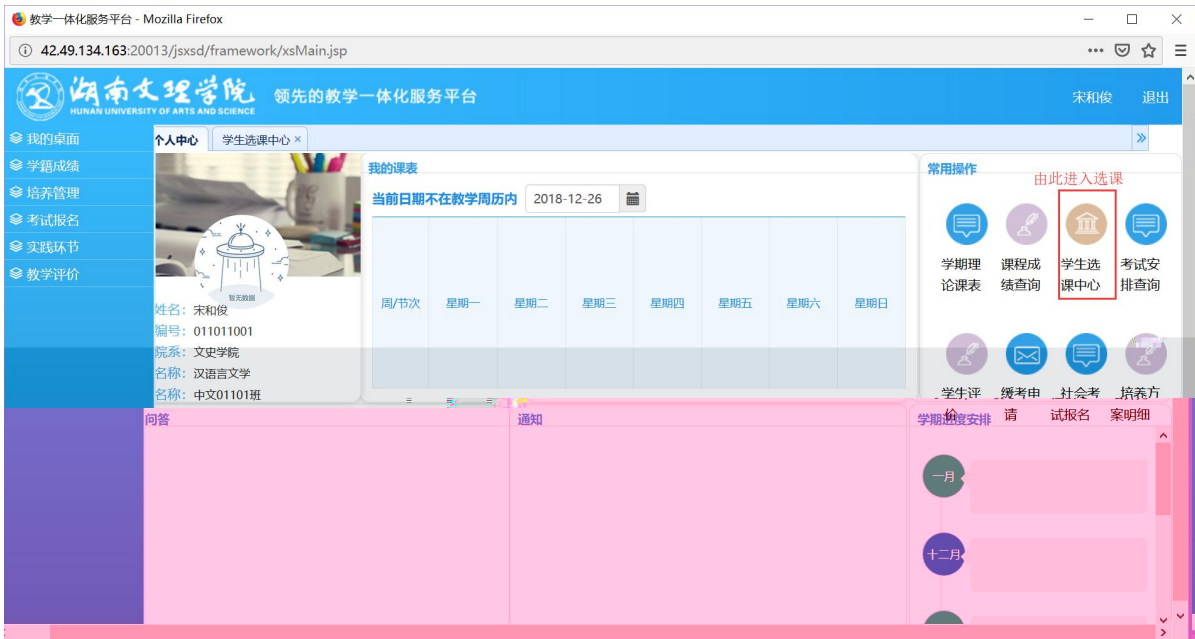 教学一体化服务平台 - Mozilla Firefox
42.49.134.163:20013/jsxsd/framework/xsMain.jsp
湖南文理学院
HUNAN UNIVERSITY OF ARTS AND SCIENCE
领先的教学一体化服务平台
宋和俊 退出
我的桌面
学籍成绩
培养管理
考试报名
实践环节
教学评价
个人中心 学生选课中心 ×
暂无数据
姓名：宋和俊
编号：011011001
院系：文史学院
名称：汉语言文学
名称：中文01101班
我的课表
当前日期不在教学周历内 2018-12-26
周/节次 星期一 星期二 星期三 星期四 星期五 星期六 星期日
常用操作
由此进入选课
学期理论课表
课程成绩查询
学生选课中心
考试安排查询
学生评价
缓考申请
社会考试报名
培养方案明细
问答
通知
学期进度安排
一月
十二月